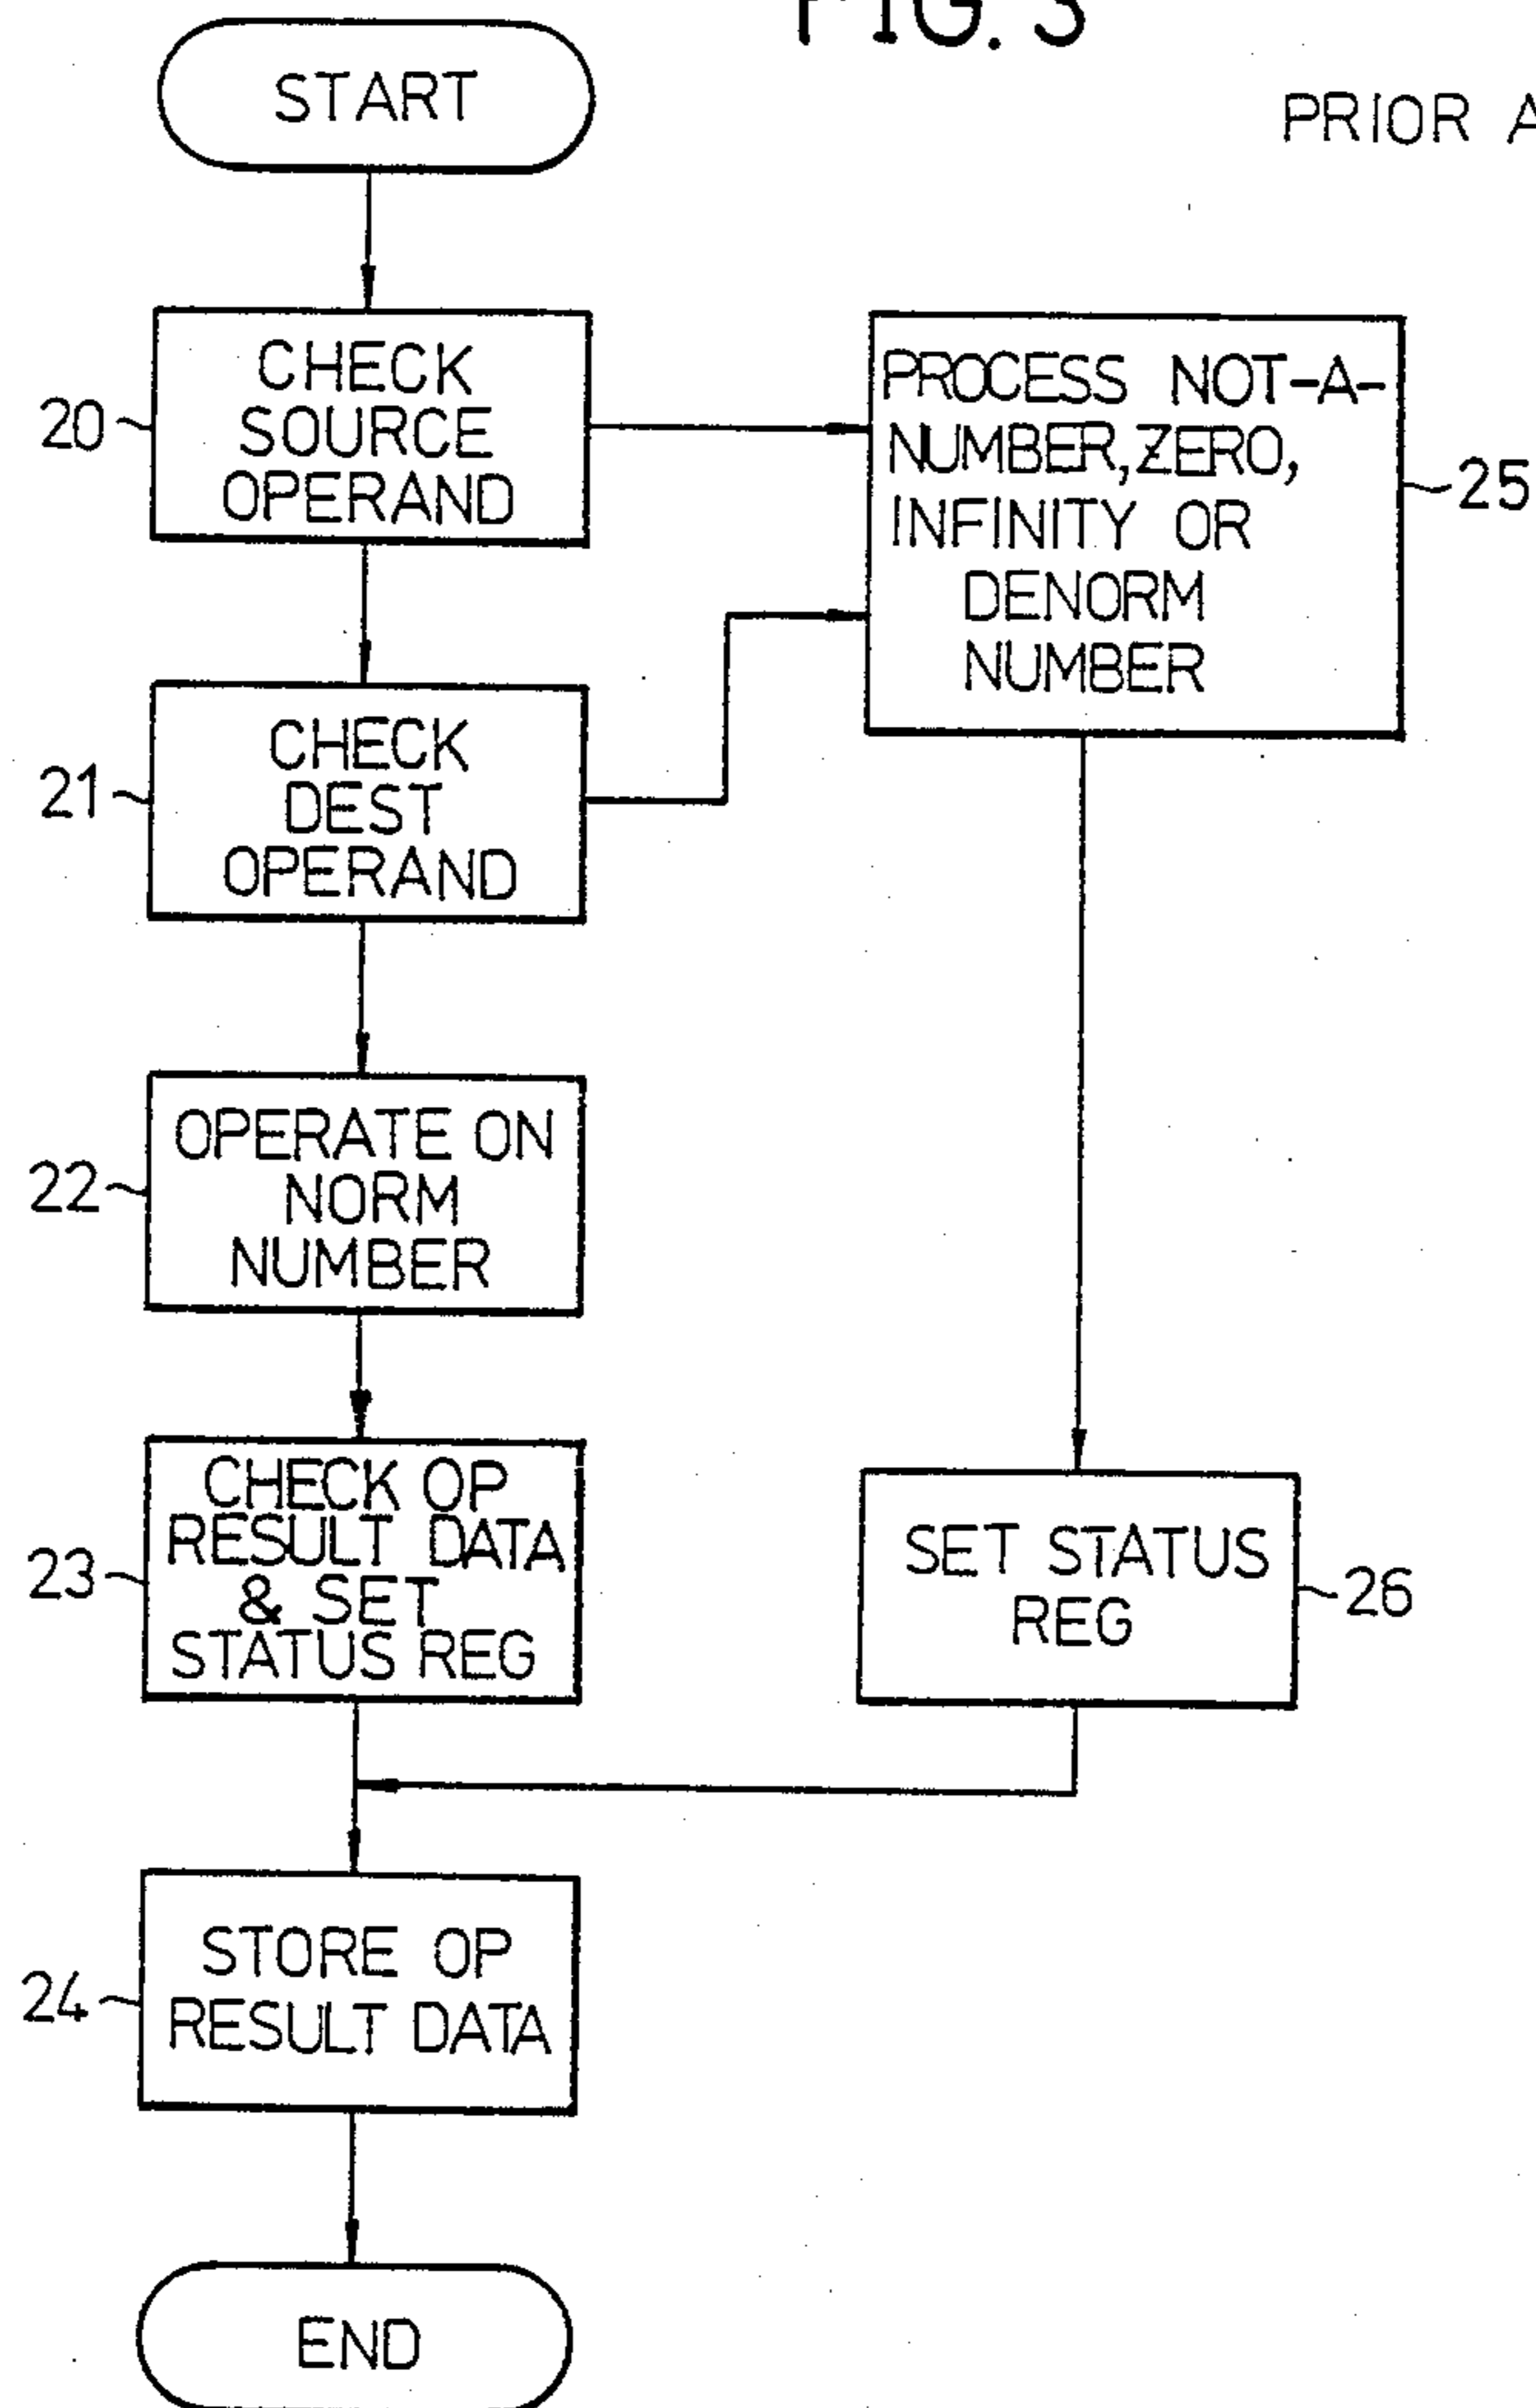 FIG. 3
PRIOR
START
CHECK
SOURCE
OPERAND
20
PROCESS NOT-A-
NUMBER, ZERO,
INFINITY OR
DENORM
NUMBER
25
CHECK
DEST
OPERAND
21
OPERATE ON
NORM
NUMBER
22
CHECK OP
RESULT DATA
& SET
STATUS REG
23
SET STATUS
REG
26
STORE OP
RESULT DATA
24
END